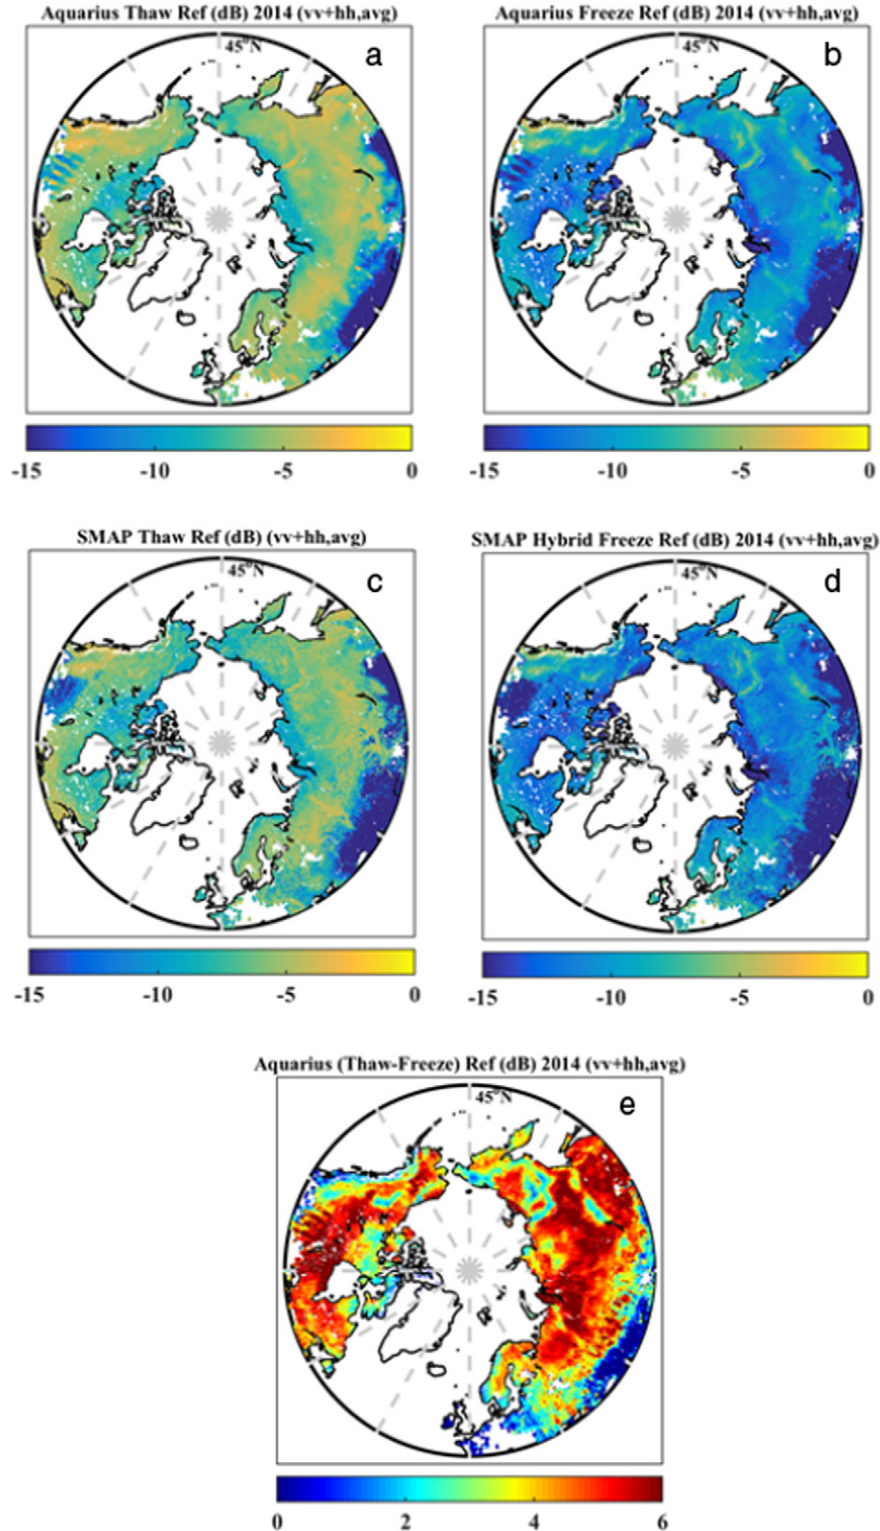 Aquarius Thaw Ref (dB) 2014 (vv+hh,avg)
45°N
a
-15 -10 -5 0
Aquarius Freeze Ref (dB) 2014 (vv+hh,avg)
45°N
b
-15 -10 -5 0
SMAP Thaw Ref (dB) (vv+hh,avg)
45°N
c
-15 -10 -5 0
SMAP Hybrid Freeze Ref (dB) 2014 (vv+hh,avg)
45°N
d
-15 -10 -5 0
Aquarius (Thaw-Freeze) Ref (dB) 2014 (vv+hh,avg)
45°N
e
0 2 4 6